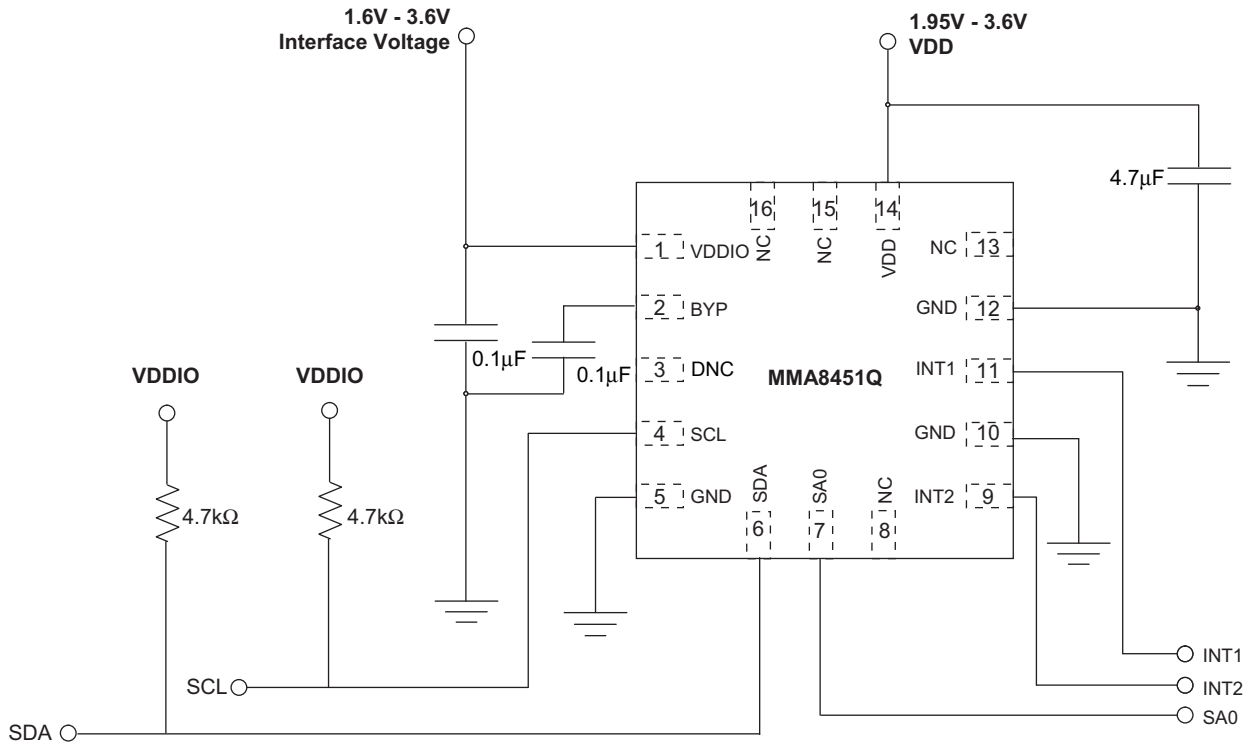 1.6V - 3.6V
Interface Voltage
1.95V - 3.6V
VDD
4.7μF
16
15
14
NC
NC
VDD
1
VDDIO
NC
13
2
BYP
GND
12
0.1μF
0.1μF
3
DNC
MMA8451Q
INT1
11
VDDIO
VDDIO
4
SCL
GND
10
5
GND
SDA
SA0
NC
INT2
9
6
7
8
4.7kΩ
4.7kΩ
INT1
SCL
INT2
SA0
SDA